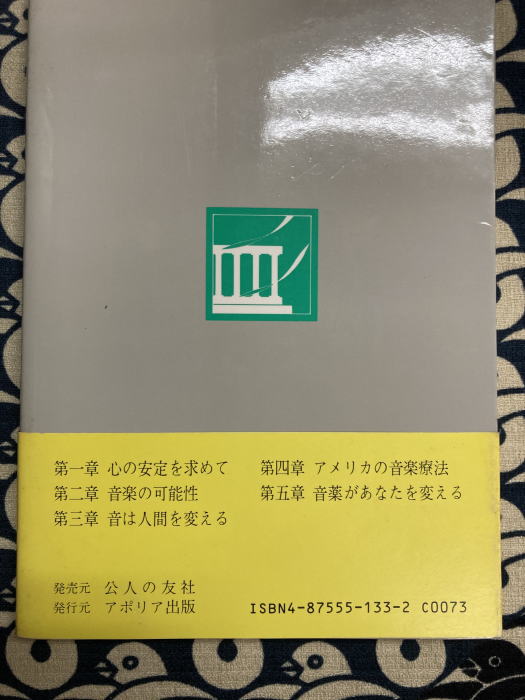 第一章 心の安定を求めて
第二章 音楽の可能性
第三章 音は人間を変える
第四章 アメリカの音楽療法
第五章 音薬があなたを変える
発売元 公人の友社
発行元 アポリア出版
ISBN4-87555-133-2 C0073